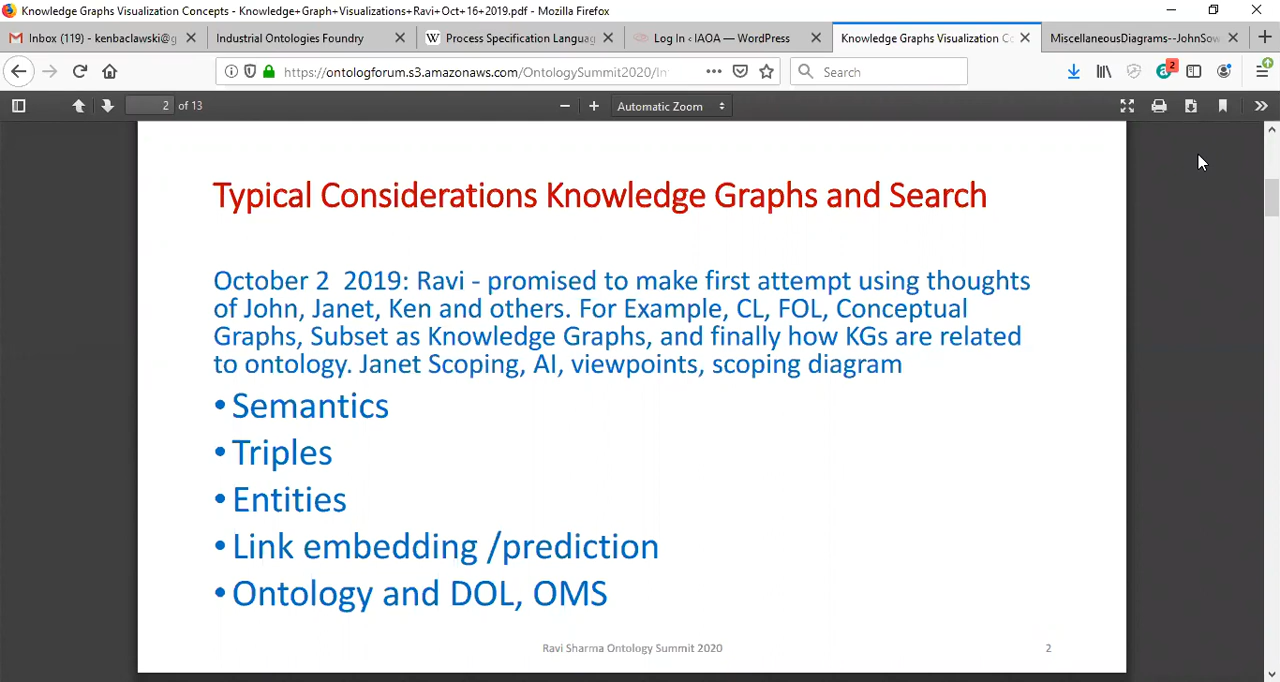 Knowledge Graphs Visualization Concepts - Knowledge+Graph+Visualizations+Ravi+Oct+16+2019.pdf - Mozilla Firefox
Inbox (119) - kenbaclawski@g
Industrial Ontologies Foundry
W Process Specification Languag
Log In ‹ IAOA — WordPress
Knowledge Graphs Visualization Co
MiscellaneousDiagrams--JohnSow
https://ontologforum.s3.amazonaws.com/OntologySummit2020/In
Search
2
2 of 13
Automatic Zoom
Typical Considerations Knowledge Graphs and Search
October 2 2019: Ravi - promised to make first attempt using thoughts
of John, Janet, Ken and others. For Example, CL, FOL, Conceptual
Graphs, Subset as Knowledge Graphs, and finally how KGs are related
to ontology. Janet Scoping, AI, viewpoints, scoping diagram
•Semantics
•Triples
•Entities
•Link embedding /prediction
•Ontology and DOL, OMS
Ravi Sharma Ontology Summit 2020
2